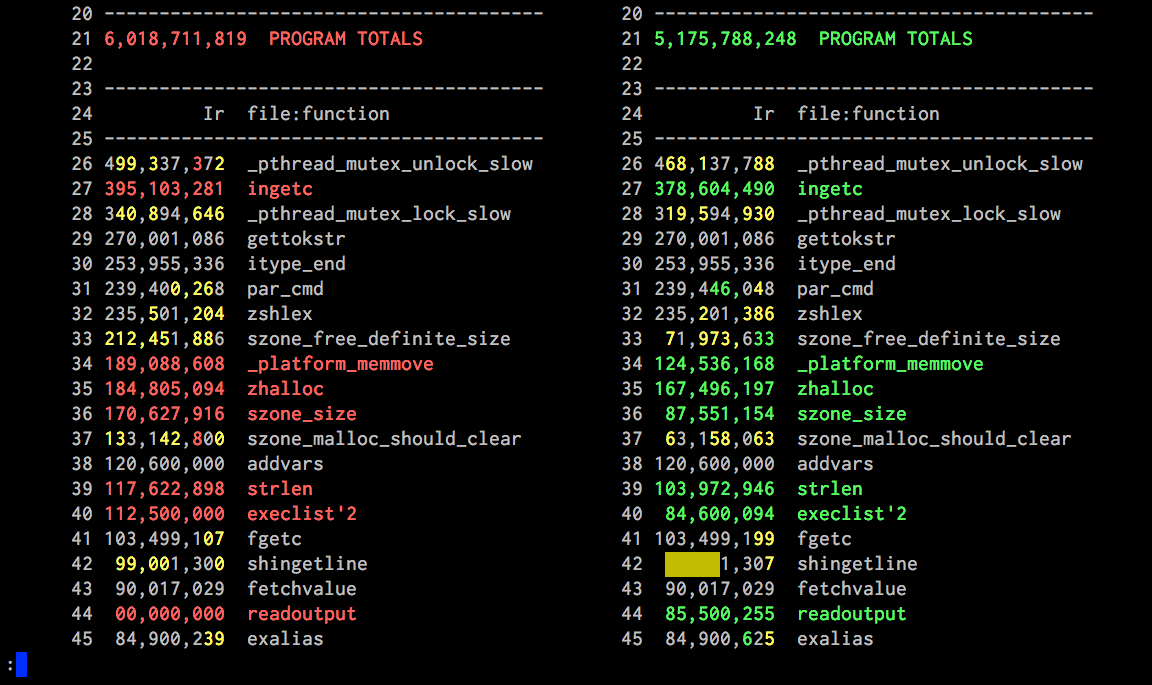 20 ---------------------------------------- 20 ----------------------------------------
21 6,018,711,819 PROGRAM TOTALS 21 5,175,788,248 PROGRAM TOTALS
22 22
23 ---------------------------------------- 23 ----------------------------------------
24 Ir file:function 24 Ir file:function
25 ---------------------------------------- 25 ----------------------------------------
26 499,337,372 _pthread_mutex_unlock_slow 26 468,137,788 _pthread_mutex_unlock_slow
27 395,103,281 ingetc 27 378,604,490 ingetc
28 340,894,646 _pthread_mutex_lock_slow 28 319,594,930 _pthread_mutex_lock_slow
29 270,001,086 gettokstr 29 270,001,086 gettokstr
30 253,955,336 itype_end 30 253,955,336 itype_end
31 239,400,268 par_cmd 31 239,446,048 par_cmd
32 235,501,204 zshlex 32 235,201,386 zshlex
33 212,451,886 szone_free_definite_size 33 71,973,633 szone_free_definite_size
34 189,088,608 _platform_memmove 34 124,536,168 _platform_memmove
35 184,805,094 zhalloc 35 167,496,197 zhalloc
36 170,627,916 szone_size 36 87,551,154 szone_size
37 133,142,800 szone_malloc_should_clear 37 63,158,063 szone_malloc_should_clear
38 120,600,000 addvars 38 120,600,000 addvars
39 117,622,898 strlen 39 103,972,946 strlen
40 112,500,000 execlist'2 40 84,600,094 execlist'2
41 103,499,107 fgetc 41 103,499,199 fgetc
42 99,001,300 shingetline 42 1,307 shingetline
43 90,017,029 fetchvalue 43 90,017,029 fetchvalue
44 00,000,000 readoutput 44 85,500,255 readoutput
45 84,900,239 exalias 45 84,900,625 exalias
: